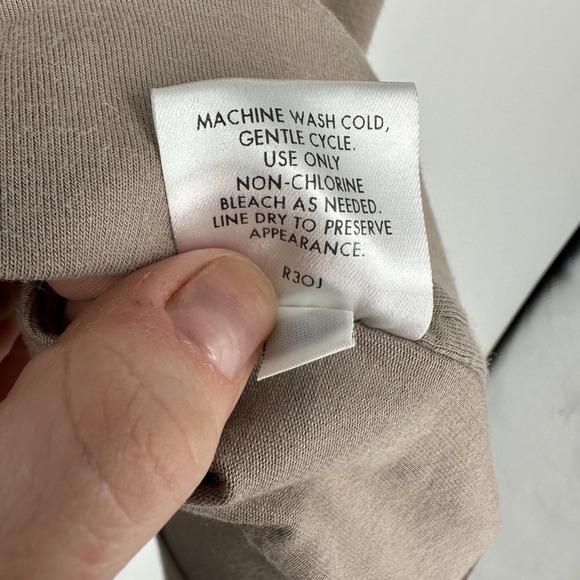 MACHINE WASH COLD,
GENTLE CYCLE.
USE ONLY
NON-CHLORINE
BLEACH AS NEEDED.
LINE DRY TO PRESERVE
APPEARANCE.
R30J